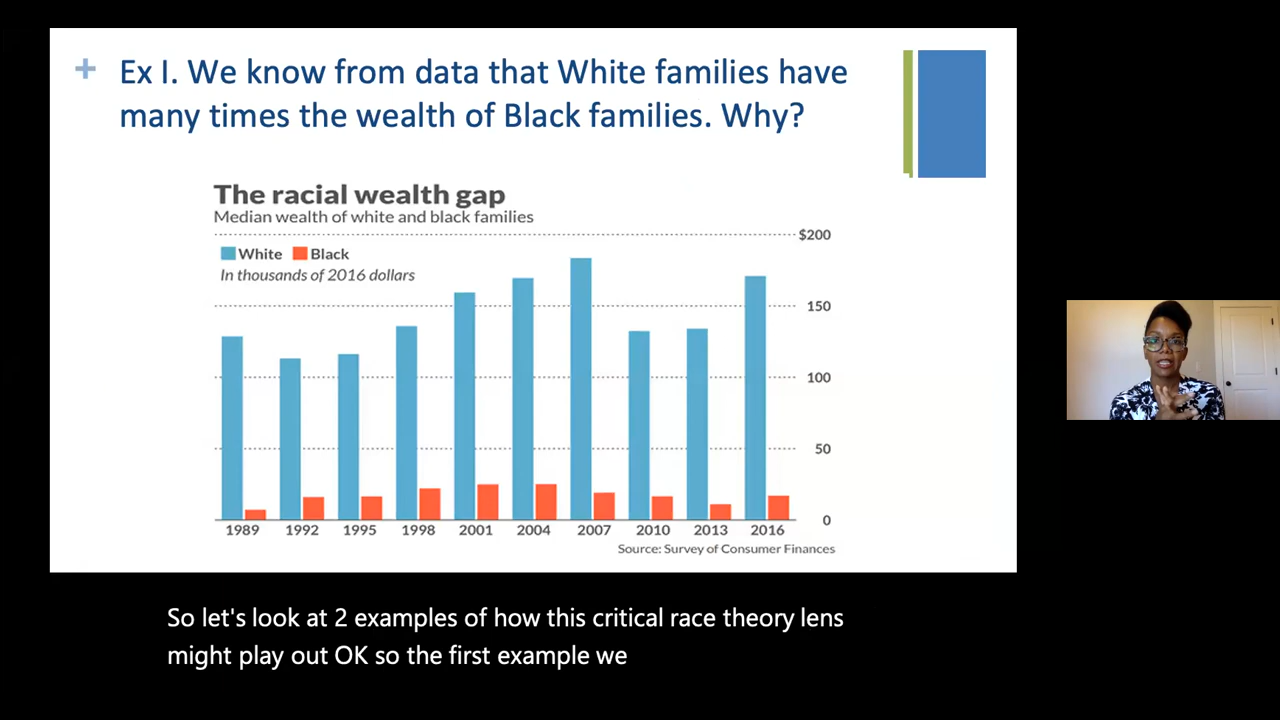 + Ex I. We know from data that White families have
many times the wealth of Black families. Why?
The racial wealth gap
Median wealth of white and black families
$200
White Black
In thousands of 2016 dollars
150
100
50
0
1989 1992 1995 1998 2001 2004 2007 2010 2013 2016
Source: Survey of Consumer Finances
So let's look at 2 examples of how this critical race theory lens
might play out OK so the first example we